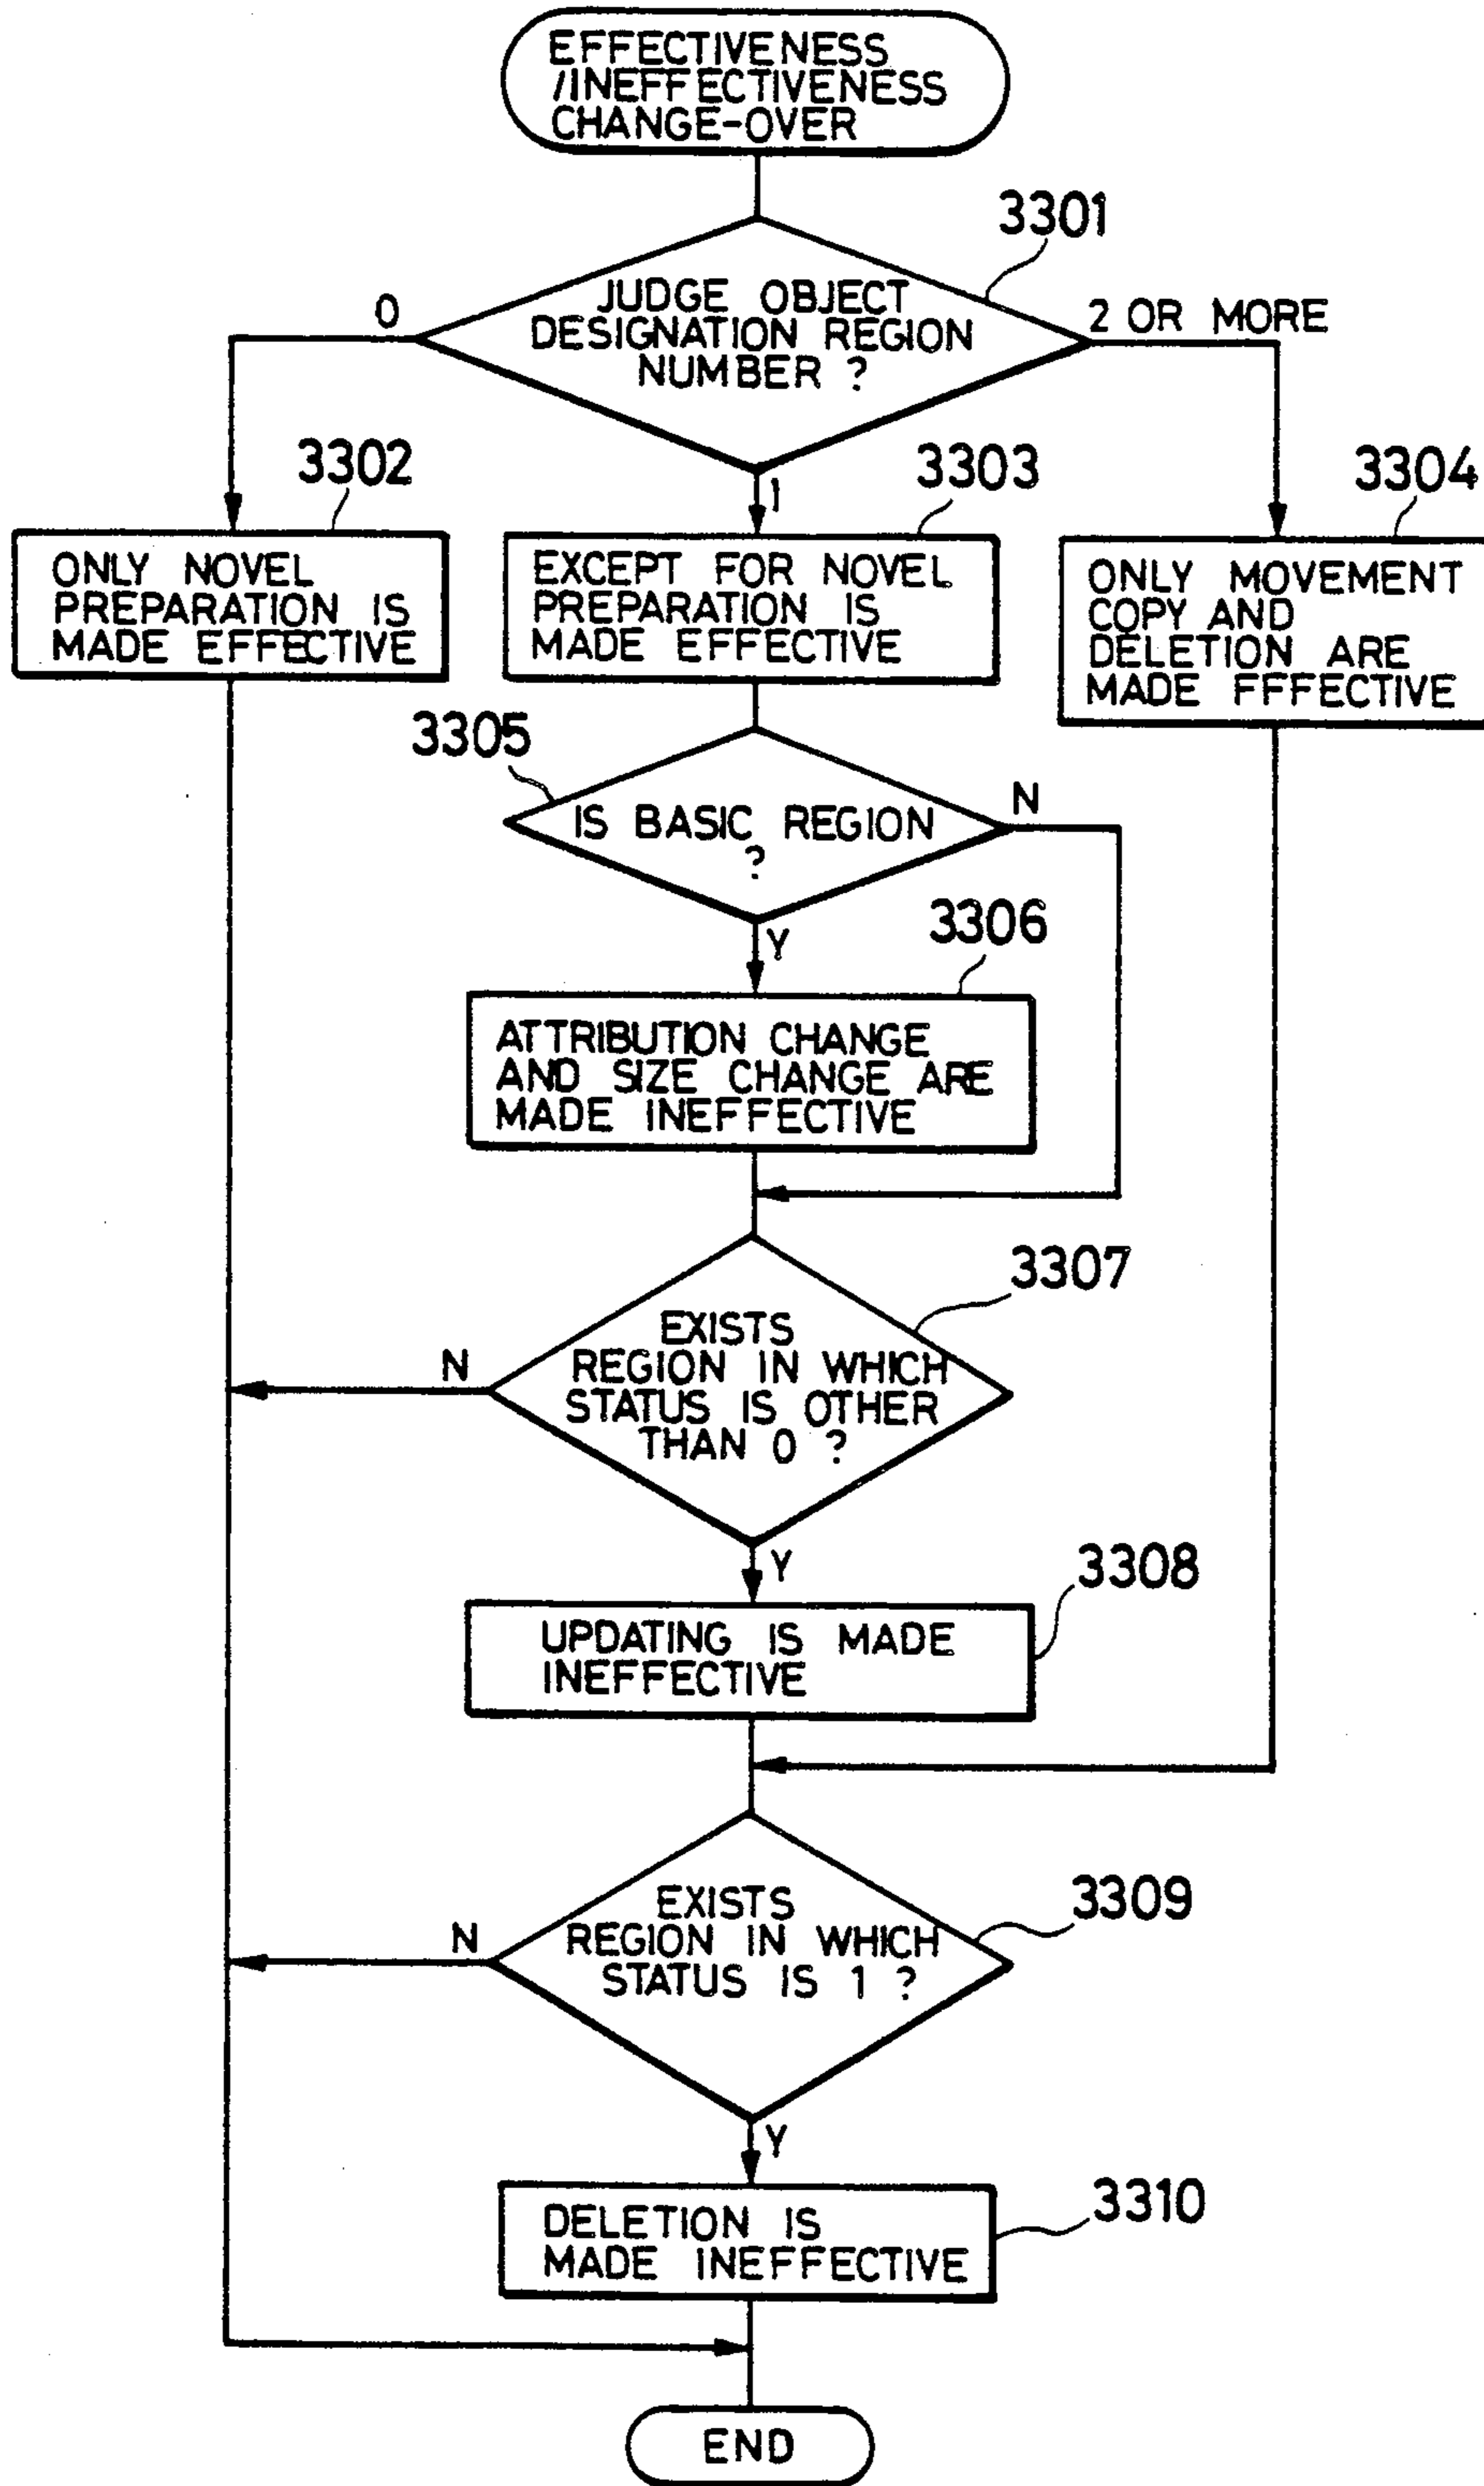 EFFECTIVENESS
/INEFFECTIVENESS
CHANGE-OVER
3301
JUDGE OBJECT
DESIGNATION REGION
NUMBER ?
0
2 OR MORE
1
3302
ONLY NOVEL
PREPARATION IS
MADE EFFECTIVE
3303
EXCEPT FOR NOVEL
PREPARATION IS
MADE EFFECTIVE
3304
ONLY MOVEMENT
COPY AND
DELETION ARE
MADE FFFECTIVE
3305
IS BASIC REGION
?
N
Y
3306
ATTRIBUTION CHANGE
AND SIZE CHANGE ARE
MADE INEFFECTIVE
3307
EXISTS
REGION IN WHICH
STATUS IS OTHER
THAN 0 ?
N
Y
3308
UPDATING IS MADE
INEFFECTIVE
3309
EXISTS
REGION IN WHICH
STATUS IS 1 ?
N
Y
3310
DELETION IS
MADE INEFFECTIVE
END